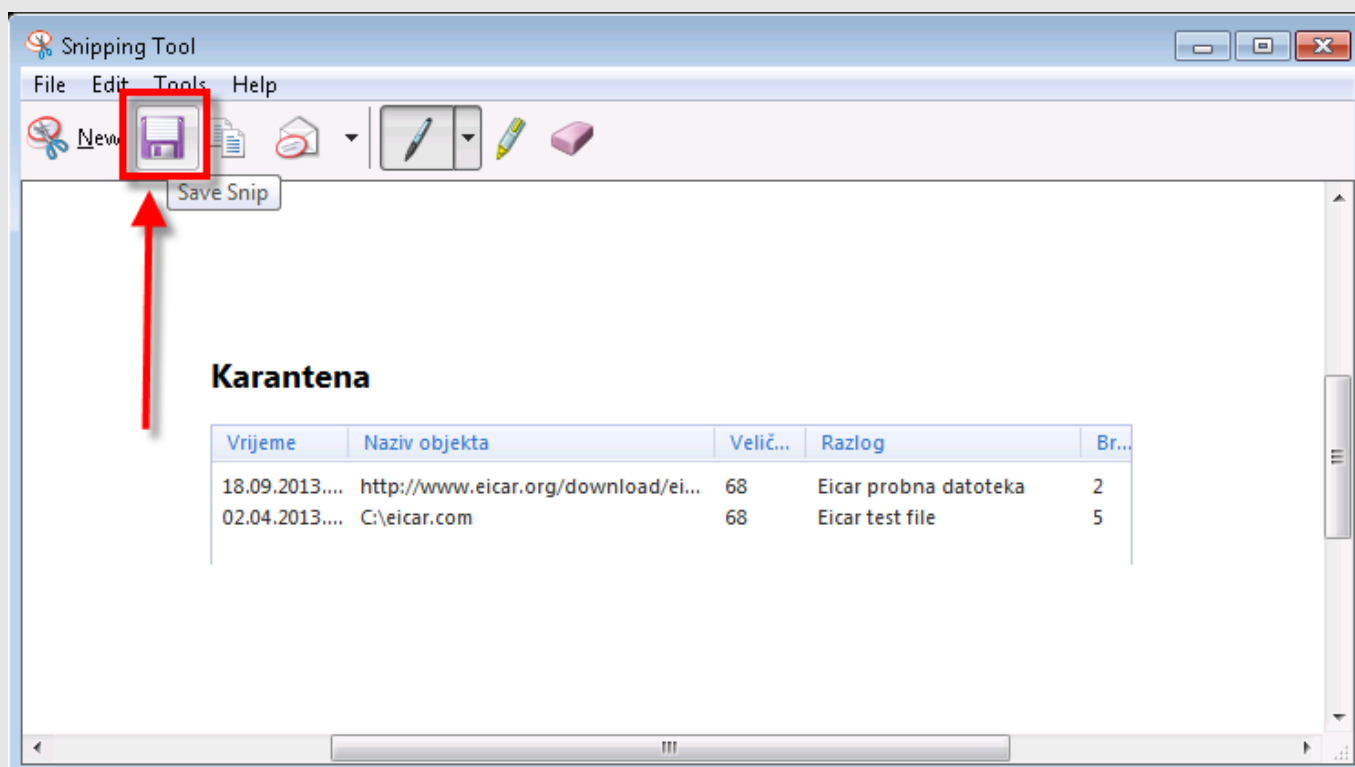 Snipping Tool
File Edit Tools Help
New
Save Snip
Karantena
Vrijeme Naziv objekta Velič... Razlog Br...
18.09.2013.... http://www.eicar.org/download/ei... 68 Eicar probna datoteka 2
02.04.2013.... C:\eicar.com 68 Eicar test file 5